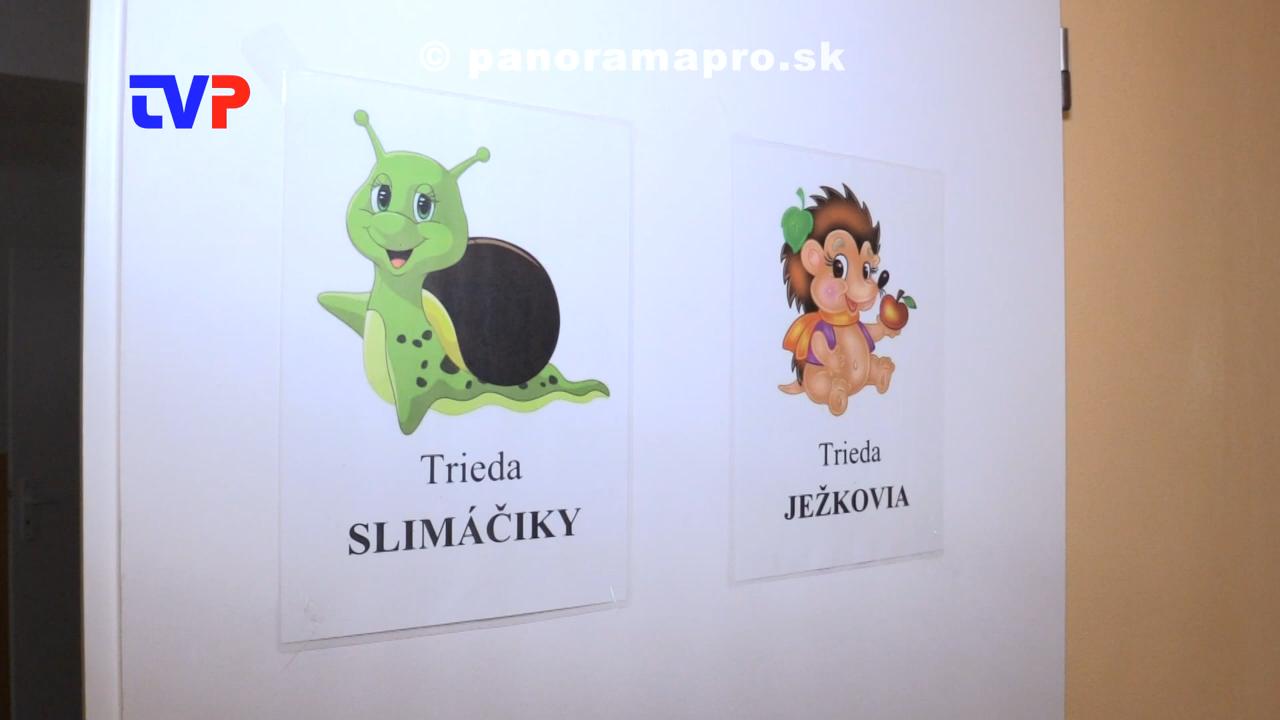 © panoramapro.sk
TVP
Trieda
SLIMÁČIKY
Trieda
JEŽKOVIA